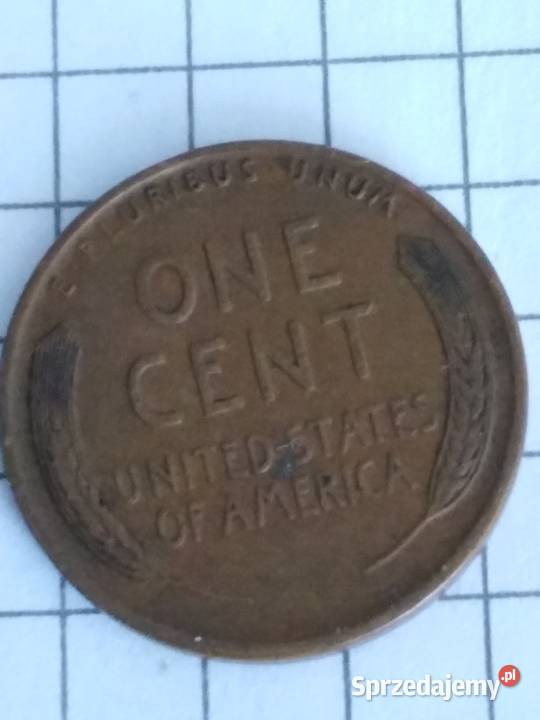 E PLURIBUS UNUM
ONE
CENT
UNITED STATES
OF AMERICA
Sprzedajemy.pl